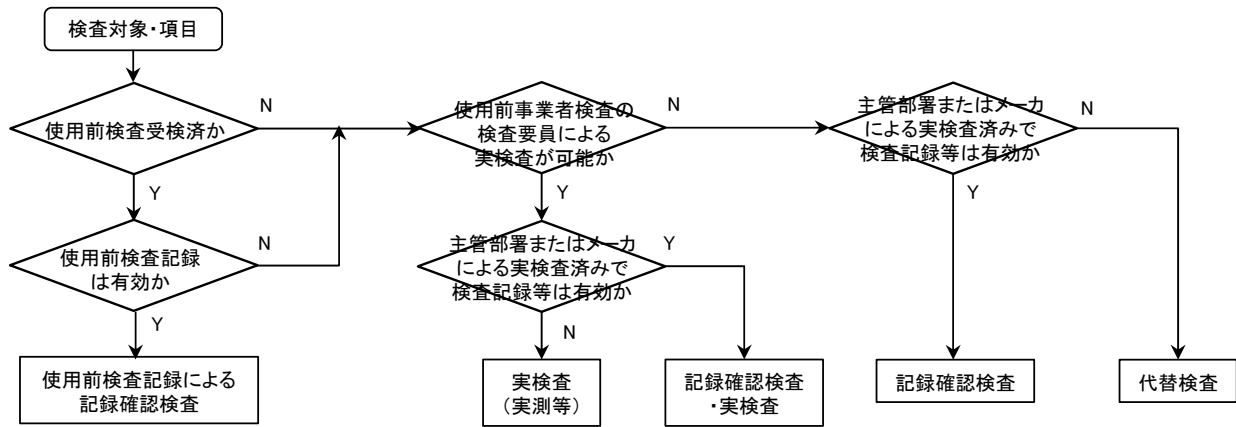 検査対象・項目
使用前検査受検済か
N
Y
使用前検査記録
は有効か
N
Y
使用前検査記録による
記録確認検査
使用前事業者検査の
検査要員による
実検査が可能か
N
Y
主管部署またはメーカ
による実検査済みで
検査記録等は有効か
Y
N
実検査
（実測等）
記録確認検査
・実検査
主管部署またはメーカ
による実検査済みで
検査記録等は有効か
N
Y
記録確認検査
代替検査